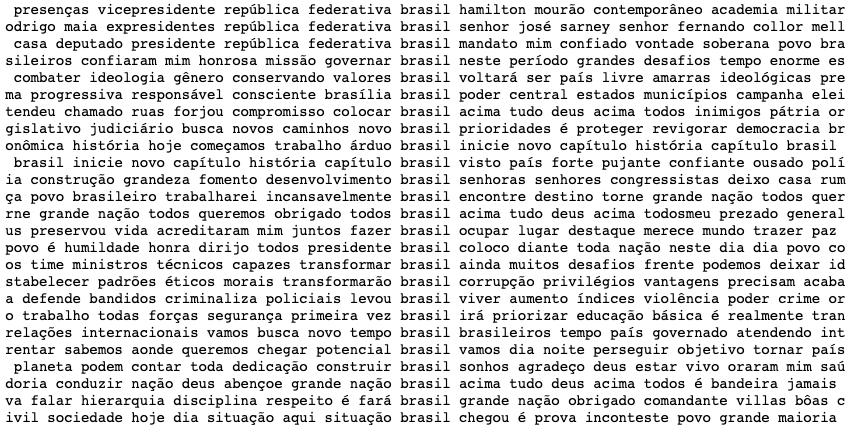 presenças vicepresidente república federativa brasil hamilton mourão contemporâneo academia militar
odrigo maia expresidentes república federativa brasil senhor josé sarney senhor fernando collor mell
casa deputado presidente república federativa brasil mandato mim confiado vontade soberana povo bra
sileiros confiaram mim honrosa missão governar brasil neste período grandes desafios tempo enorme es
combater ideologia gênero conservando valores brasil voltará ser país livre amarras ideológicas pre
ma progressiva responsável consciente brasília brasil poder central estados municípios campanha elei
tendeu chamado ruas forjou compromisso colocar brasil acima tudo deus acima todos inimigos pátria or
gislativo judiciário busca novos caminhos novo brasil prioridades é proteger revigorar democracia br
onômica história hoje começamos trabalho árduo brasil inicie novo capítulo história capítulo brasil
brasil inicie novo capítulo história capítulo brasil visto país forte pujante confiante ousado polí
ia construção grandeza fomento desenvolvimento brasil senhoras senhores congressistas deixo casa rum
ça povo brasileiro trabalharei incansavelmente brasil encontre destino torne grande nação todos quer
rne grande nação todos queremos obrigado todos brasil acima tudo deus acima todosmeu prezado general
us preservou vida acreditaram mim juntos fazer brasil ocupar lugar destaque merece mundo trazer paz
povo é humildade honra dirijo todos presidente brasil coloco diante toda nação neste dia dia povo co
os time ministros técnicos capazes transformar brasil ainda muitos desafios frente podemos deixar id
stabelecer padrões éticos morais transformarão brasil corrupção privilégios vantagens precisam acaba
a defende bandidos criminaliza policiais levou brasil viver aumento índices violência poder crime or
o trabalho todas forças segurança primeira vez brasil irá priorizar educação básica é realmente tran
relações internacionais vamos busca novo tempo brasil brasileiros tempo país governado atendendo int
rentar sabemos aonde queremos chegar potencial brasil vamos dia noite perseguir objetivo tornar país
planeta podem contar toda dedicação construir brasil sonhos agradeço deus estar vivo oraram mim saú
doria conduzir nação deus abençoe grande nação brasil acima tudo deus acima todos é bandeira jamais
va falar hierarquia disciplina respeito é fará brasil grande nação obrigado comandante villas bôas c
ivil sociedade hoje dia situação aqui situação brasil chegou é prova inconteste povo grande maioria